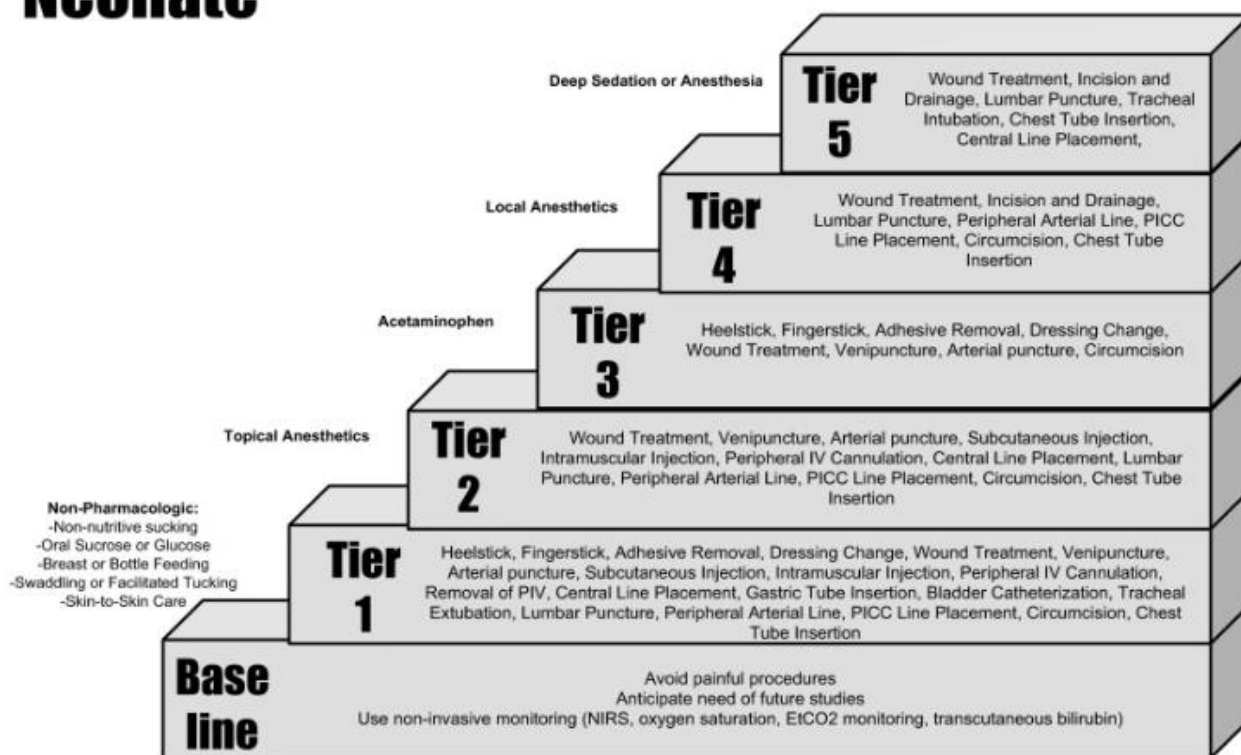 Neonate
Deep Sedation or Anesthesia
Tier
5
Wound Treatment, Incision and
Drainage, Lumbar Puncture, Tracheal
Intubation, Chest Tube Insertion,
Central Line Placement,
Local Anesthetics
Tier
4
Wound Treatment, Incision and Drainage,
Lumbar Puncture, Peripheral Arterial Line, PICC
Line Placement, Circumcision, Chest Tube
Insertion
Acetaminophen
Tier
3
Heelstick, Fingerstick, Adhesive Removal, Dressing Change,
Wound Treatment, Venipuncture, Arterial puncture, Circumcision
Topical Anesthetics
Tier
2
Wound Treatment, Venipuncture, Arterial puncture, Subcutaneous Injection,
Intramuscular Injection, Peripheral IV Cannulation, Central Line Placement, Lumbar
Puncture, Peripheral Arterial Line, PICC Line Placement, Circumcision, Chest Tube
Insertion
Non-Pharmacologic:
-Non-nutritive sucking
-Oral Sucrose or Glucose
-Breast or Bottle Feeding
-Swaddling or Facilitated Tucking
-Skin-to-Skin Care
Tier
1
Heelstick, Fingerstick, Adhesive Removal, Dressing Change, Wound Treatment, Venipuncture,
Arterial puncture, Subcutaneous Injection, Intramuscular Injection, Peripheral IV Cannulation,
Removal of PIV, Central Line Placement, Gastric Tube Insertion, Bladder Catheterization, Tracheal
Extubation, Lumbar Puncture, Peripheral Arterial Line, PICC Line Placement, Circumcision, Chest
Tube Insertion
Base
line
Avoid painful procedures
Anticipate need of future studies
Use non-invasive monitoring (NIRS, oxygen saturation, EtCO2 monitoring, transcutaneous bilirubin)